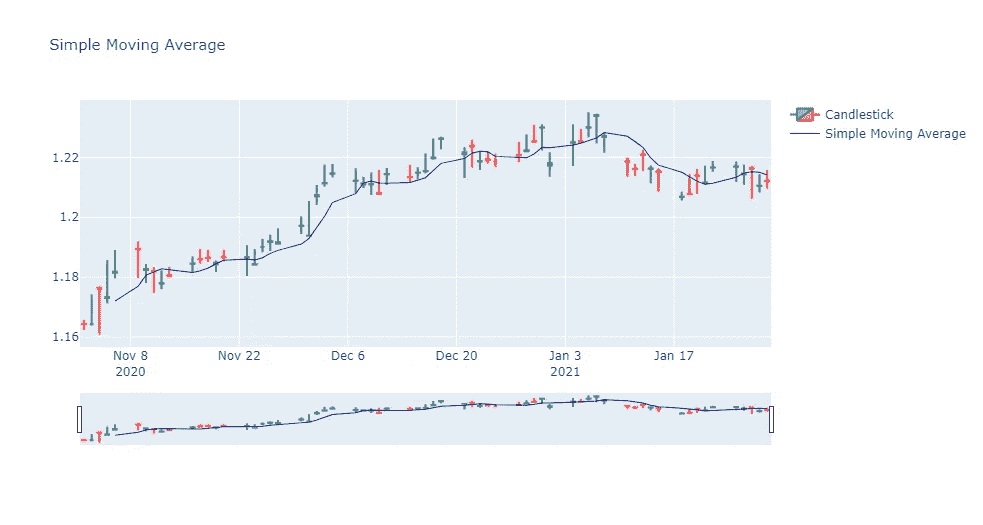 Simple Moving Average
Candlestick
Simple Moving Average
1.22
1.2
1.18
1.16
Nov 8 Nov 22 Dec 6 Dec 20 Jan 3 Jan 17
2020 2021